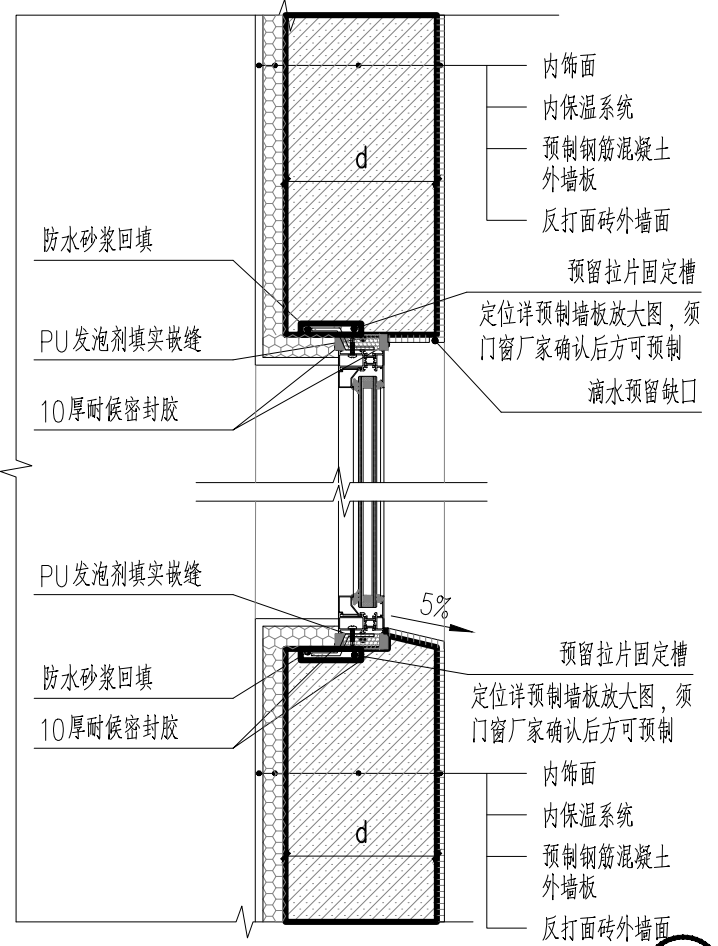 内饰面
内保温系统
预制钢筋混凝土
外墙板
反打面砖外墙面
d
防水砂浆回填
预留拉片固定槽
定位详预制墙板放大图，须
门窗厂家确认后方可预制
PU发泡剂填实嵌缝
滴水预留缺口
10厚耐候密封胶
PU发泡剂填实嵌缝
5%
预留拉片固定槽
防水砂浆回填
定位详预制墙板放大图，须
门窗厂家确认后方可预制
10厚耐候密封胶
内饰面
内保温系统
d
预制钢筋混凝土
外墙板
反打面砖外墙面